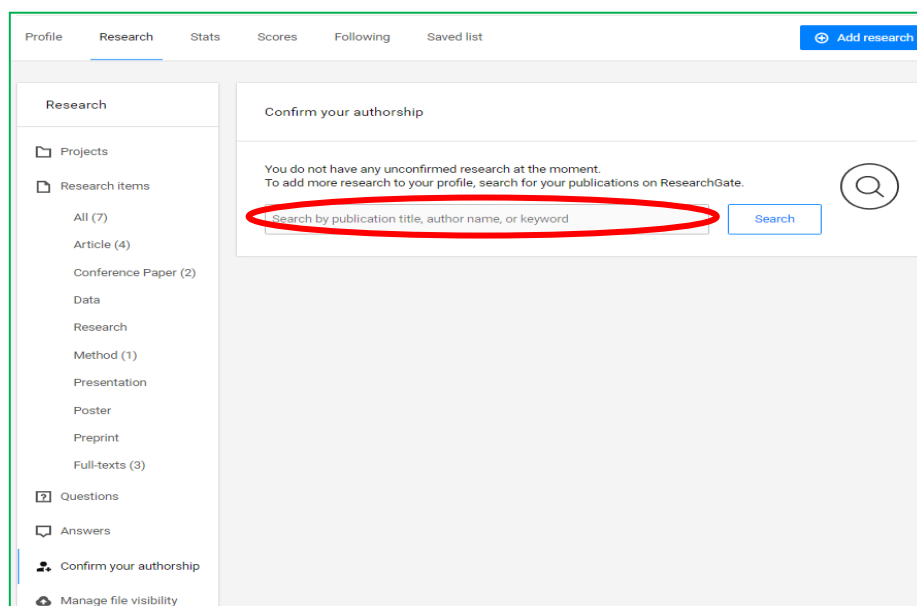 Profile Research Stats Scores Following Saved list Add research
Research
Projects
Research items
All (7)
Article (4)
Conference Paper (2)
Data
Research
Method (1)
Presentation
Poster
Preprint
Full-texts (3)
Questions
Answers
Confirm your authorship
Manage file visibility
Confirm your authorship
You do not have any unconfirmed research at the moment.
To add more research to your profile, search for your publications on ResearchGate.
Search by publication title, author name, or keyword Search